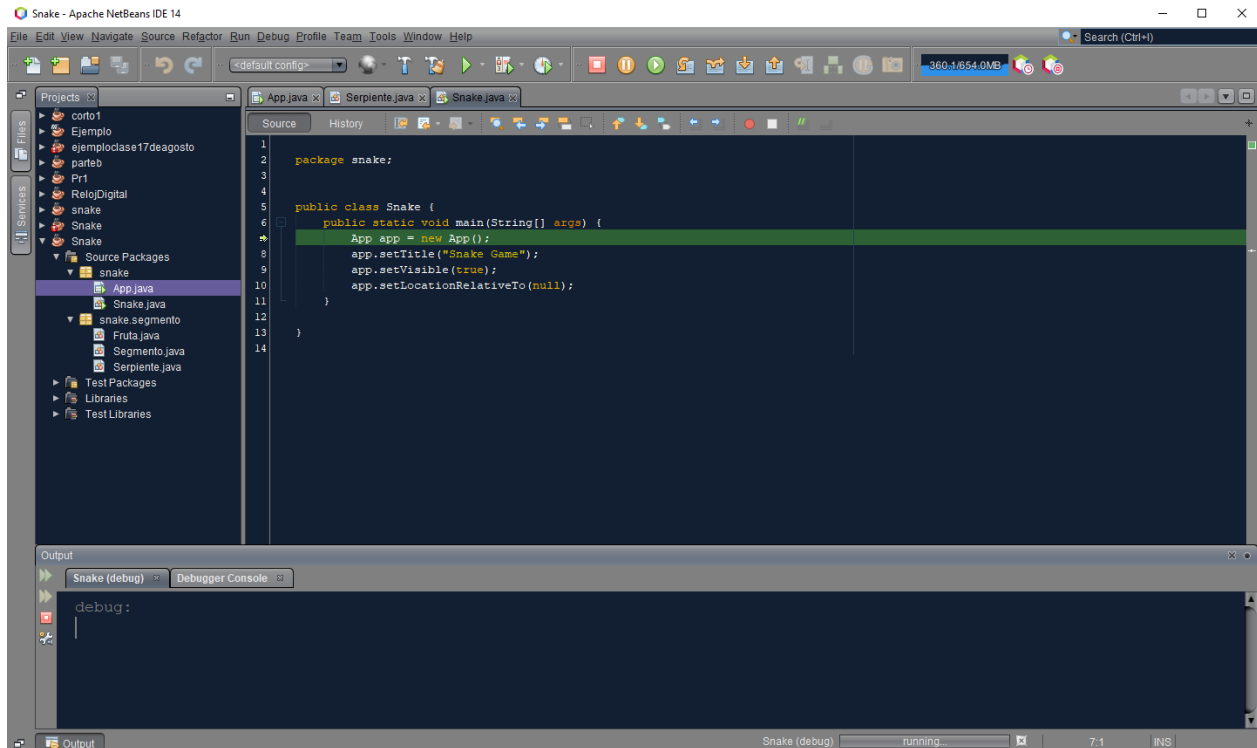 Snake - Apache NetBeans IDE 14
File Edit View Navigate Source Refactor Run Debug Profile Team Tools Window Help
Search (Ctrl+I)
<default config>
360.1/654.0MB
Projects
App.java
Serpiente.java
Snake.java
Files
Services
corto1
Ejemplo
ejemploclase17deagosto
parteb
Pr1
RelojDigital
snake
Snake
Snake
Source Packages
snake
App.java
Snake.java
snake.segmento
Fruta.java
Segmento.java
Serpiente.java
Test Packages
Libraries
Test Libraries
Source History
1
2 package snake;
3
4
5 public class Snake {
6 public static void main(String[] args) {
App app = new App();
8 app.setTitle("Snake Game");
9 app.setVisible(true);
10 app.setLocationRelativeTo(null);
11 }
12
13 }
14
Output
Snake (debug)
Debugger Console
debug:
Output
Snake (debug)
running...
7:1
INS